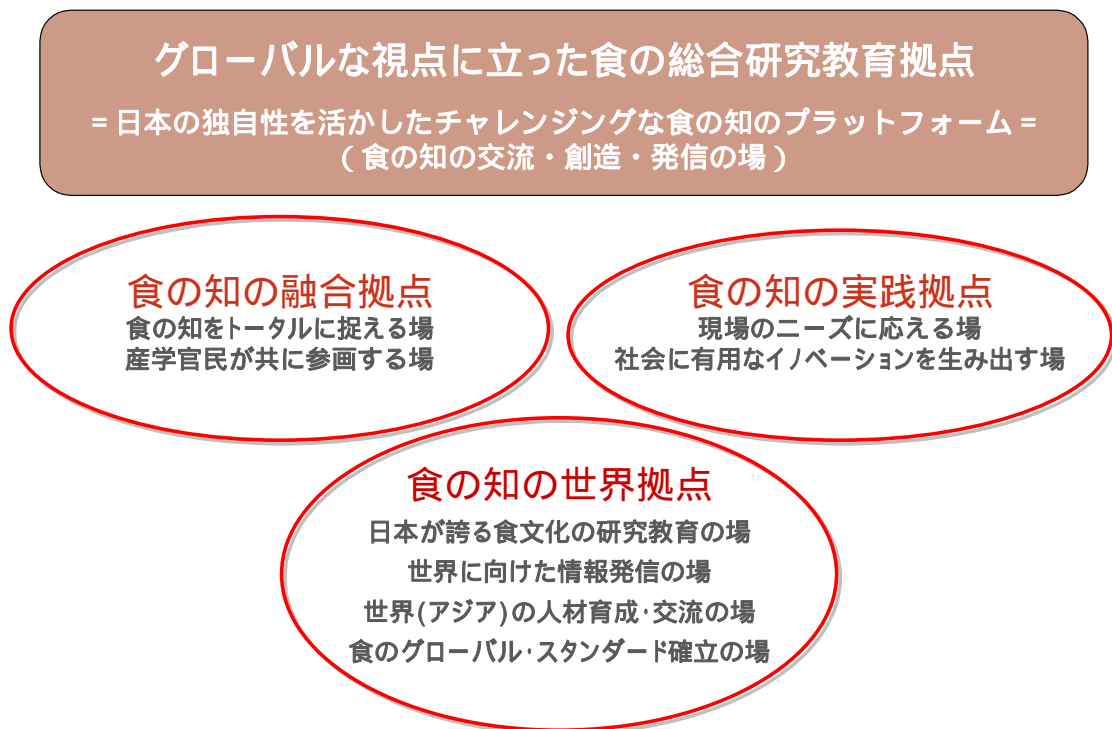 グローバルな視点に立った食の総合研究教育拠点
＝日本の独自性を活かしたチャレンジングな食の知のプラットフォーム＝
（食の知の交流・創造・発信の場）
食の知の融合拠点
食の知をトータルに捉える場
産学官民が共に参画する場
食の知の実践拠点
現場のニーズに応える場
社会に有用なイノベーションを生み出す場
食の知の世界拠点
日本が誇る食文化の研究教育の場
世界に向けた情報発信の場
世界(アジア)の人材育成・交流の場
食のグローバル・スタンダード確立の場